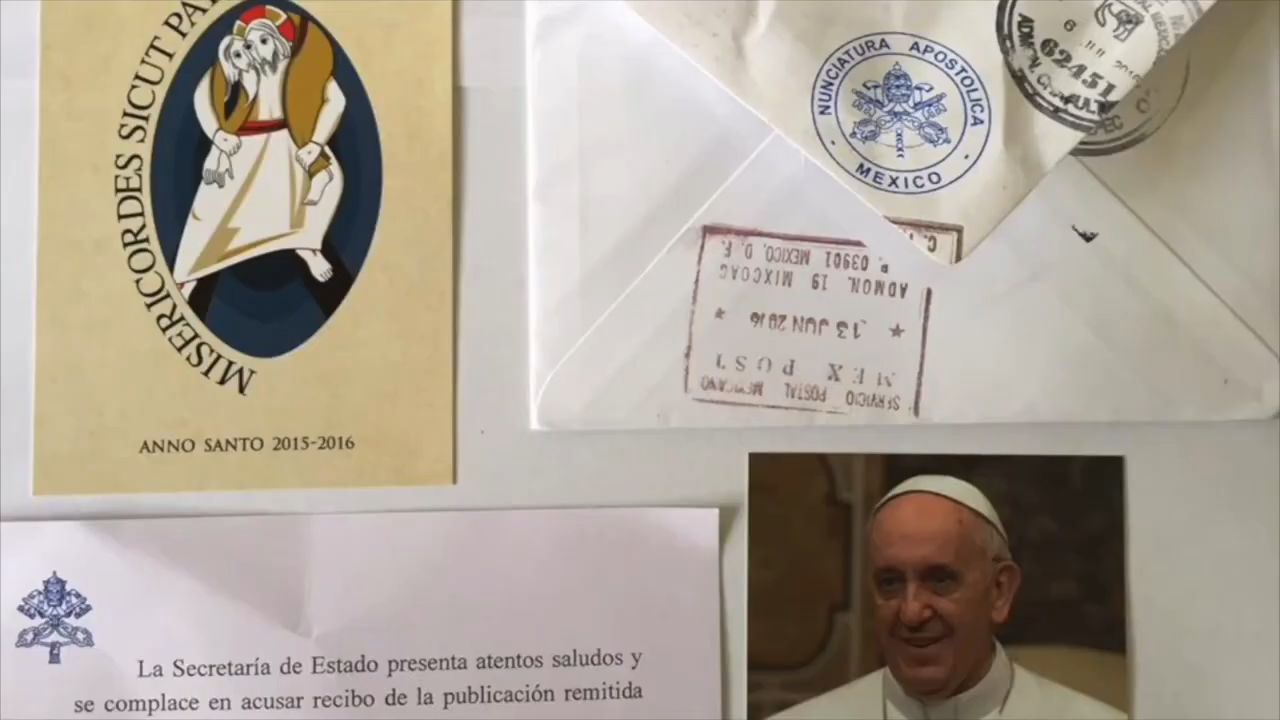 MISERICORDES SICUT PA
ANNO SANTO 2015-2016
NUNCIATURA APOSTOLICA
MEXICO
62451
SERVICIO POSTAL MEXICANO
MEX POST
★ 13 JUN 2016 ★
ADMON. 19 MIXCOAC
P. 03901 MEXICO, D. F.
La Secretaría de Estado presenta atentos saludos y
se complace en acusar recibo de la publicación remitida